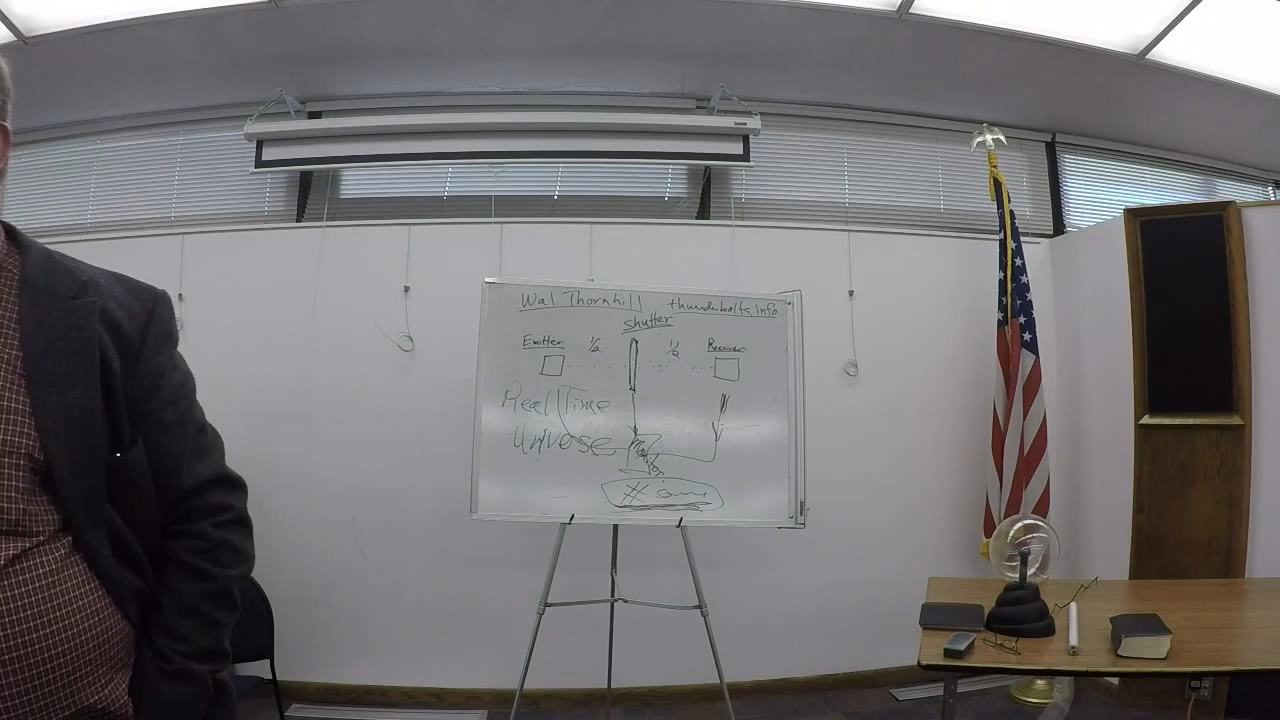 Wal Thornhill thunderbolts.info
shutter
Emitter 1/2 1/2 Receiver
Real Time
Universe
Monitor
#